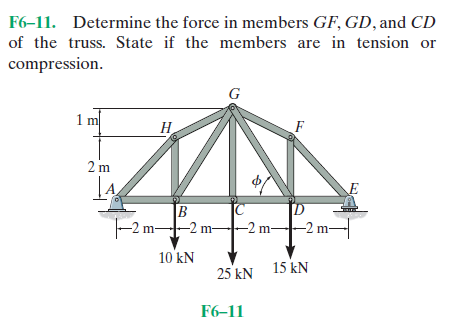 F6–11. Determine the force in members GF, GD, and CD
of the truss. State if the members are in tension or
compression.
G
1 m
H
F
2 m
ϕ
A
E
B
C
D
2 m
2 m
2 m
2 m
10 kN
25 kN
15 kN
F6–11